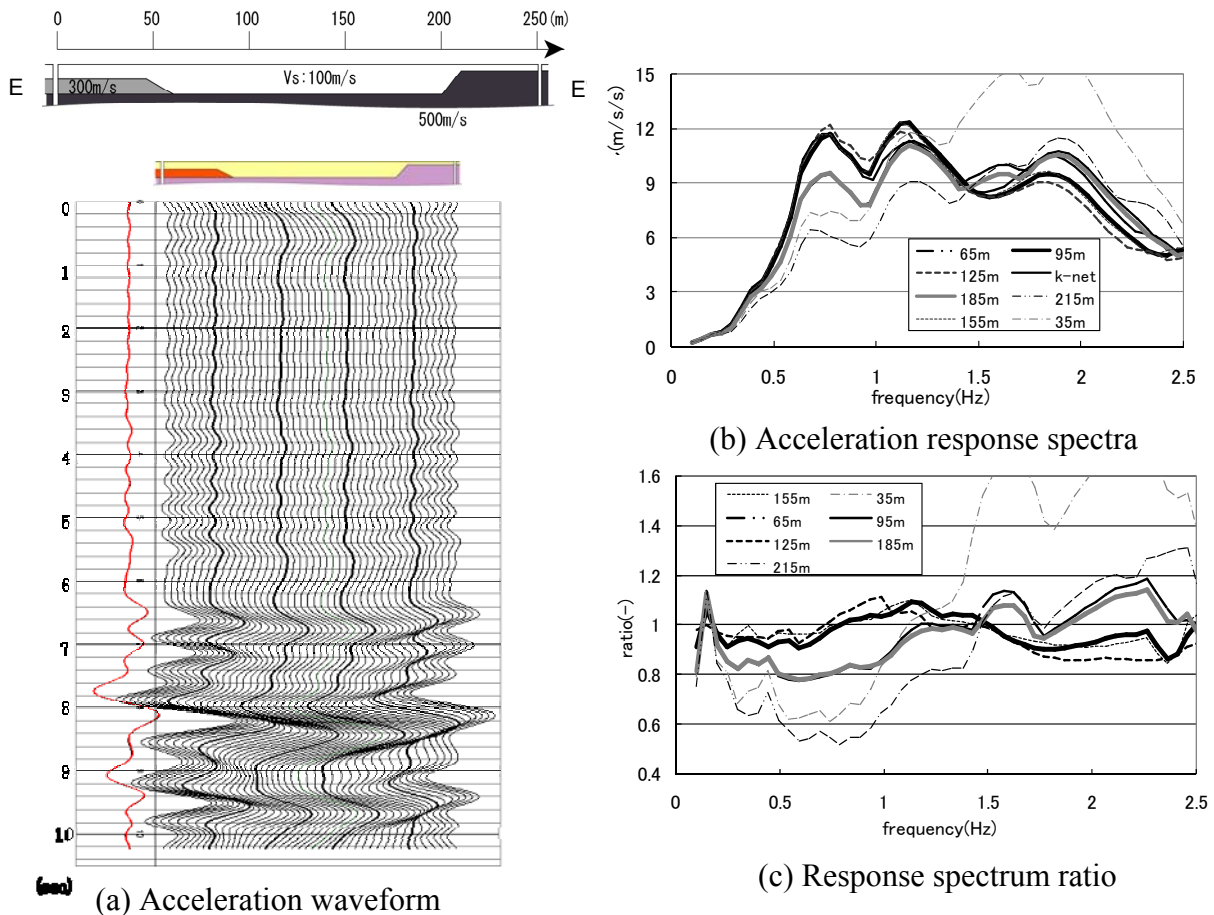 0 50 100 150 200 250 (m)
E
300m/s
Vs:100m/s
500m/s
E
0
1
2
3
4
5
6
7
8
9
10
(a) Acceleration waveform
(m/s/s)
15
12
9
6
3
0
65m 95m
125m k-net
185m 215m
155m 35m
0 0.5 1 1.5 2 2.5
frequency(Hz)
(b) Acceleration response spectra
ratio(-)
1.6
1.4
1.2
1
0.8
0.6
0.4
155m 35m
65m 95m
125m 185m
215m
0 0.5 1 1.5 2 2.5
frequency(Hz)
(c) Response spectrum ratio